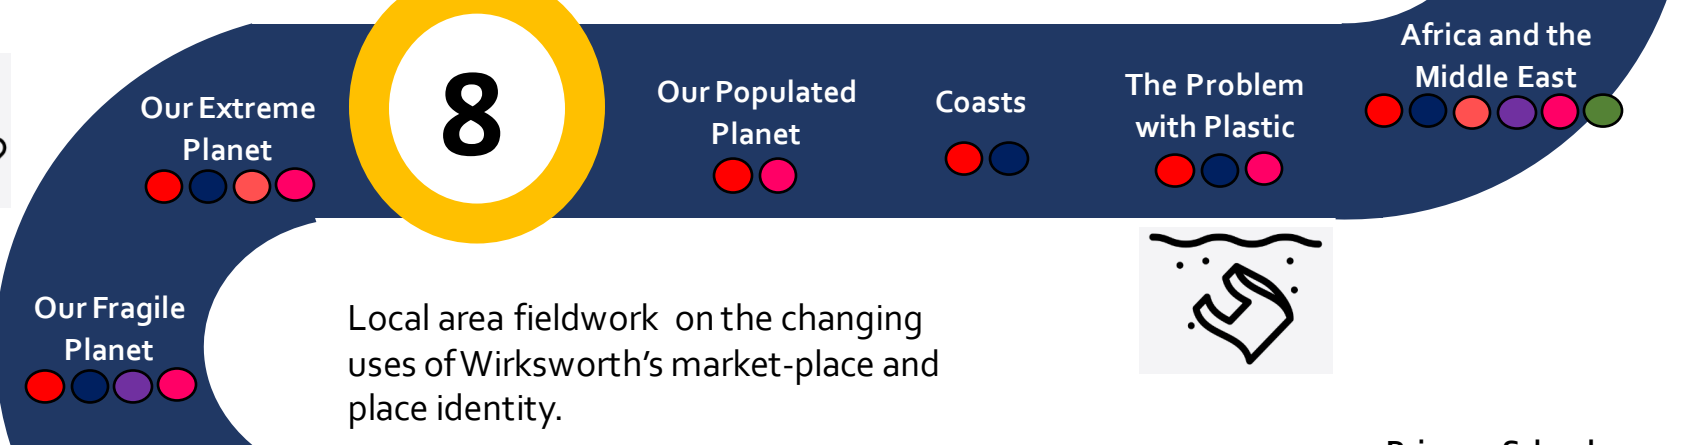 Africa and the
Middle East
The Problem
with Plastic
Coasts
Our Populated
Planet
8
Our Extreme
Planet
Our Fragile
Planet
Local area fieldwork on the changing
uses of Wirksworth's market-place and
place identity.